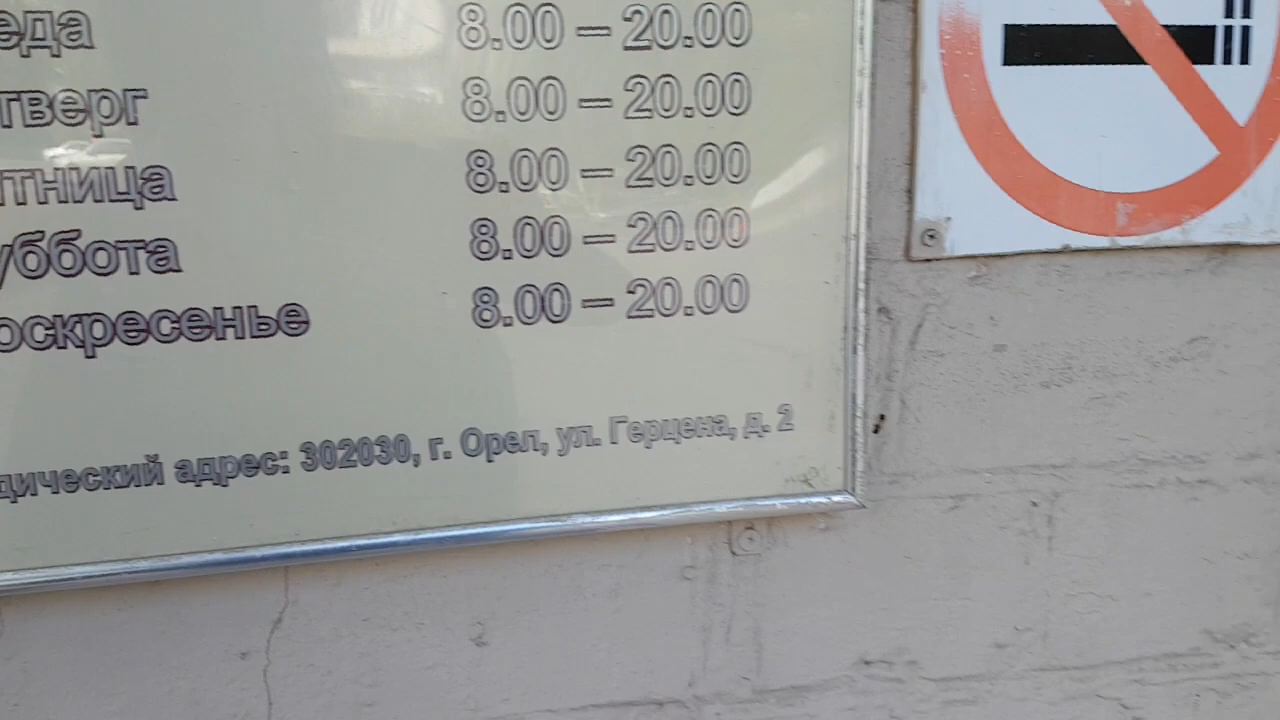 еда 8.00 – 20.00
тверг 8.00 – 20.00
тница 8.00 – 20.00
уббота 8.00 – 20.00
оскресенье 8.00 – 20.00
дический адрес: 302030, г. Орел, ул. Герцена, д. 2